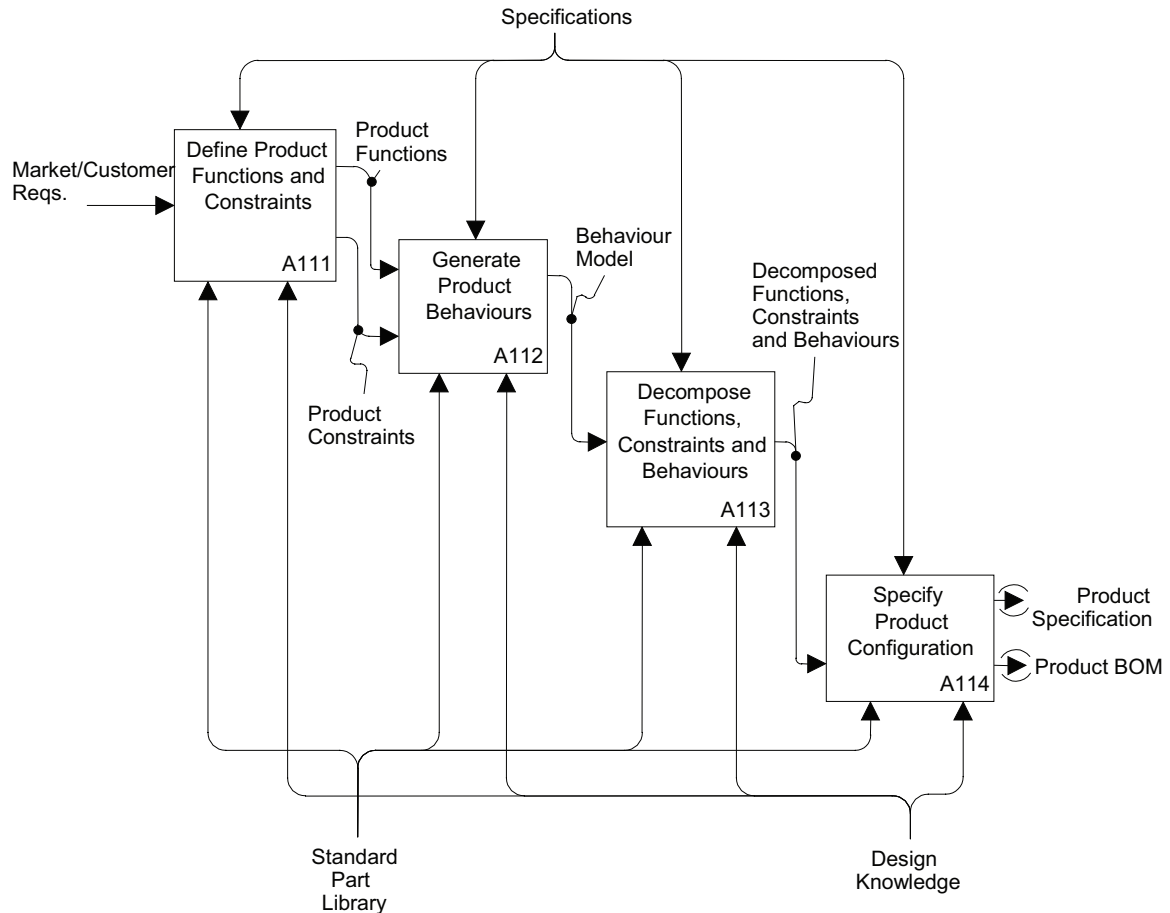 Specifications
Define Product
Functions and
Constraints
A111
Market/Customer
Reqs.
Product
Functions
Generate
Product
Behaviours
A112
Behaviour
Model
Product
Constraints
Decomposed
Functions,
Constraints
and Behaviours
Decompose
Functions,
Constraints and
Behaviours
A113
Specify
Product
Configuration
A114
Product
Specification
Product BOM
Standard
Part
Library
Design
Knowledge